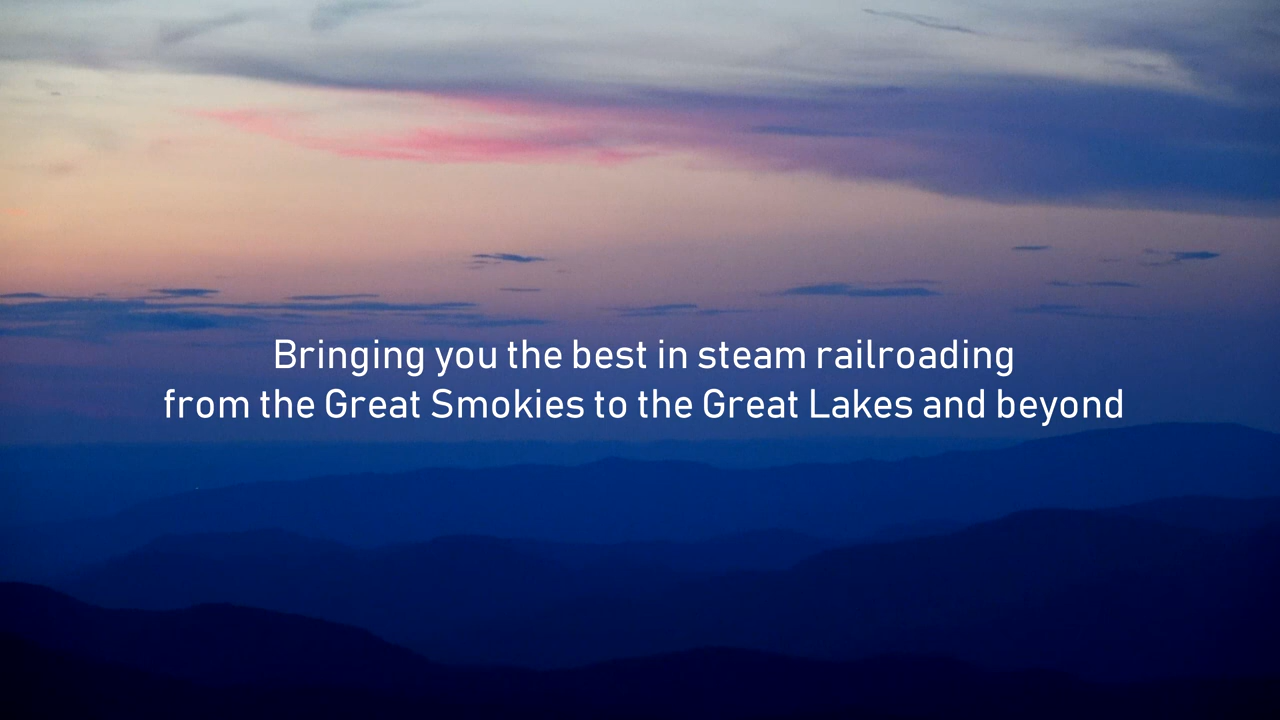 Bringing you the best in steam railroading
from the Great Smokies to the Great Lakes and beyond